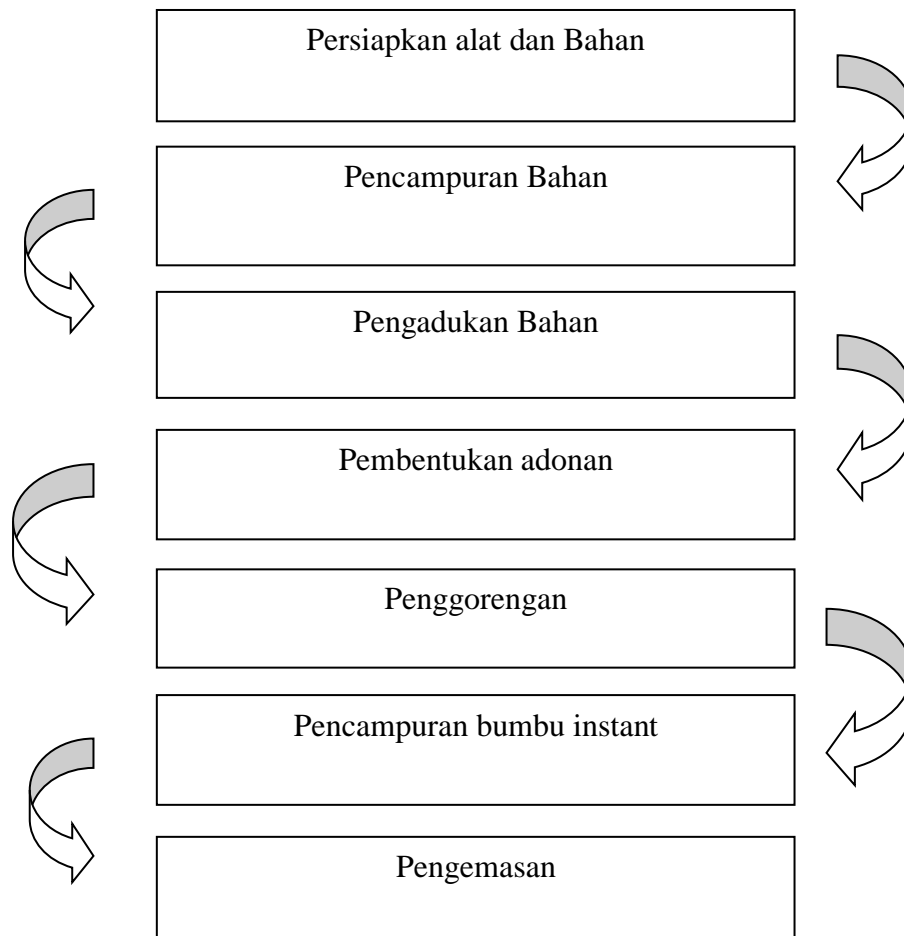 Persiapkan alat dan Bahan
Pencampuran Bahan
Pengadukan Bahan
Pembentukan adonan
Penggorengan
Pencampuran bumbu instant
Pengemasan